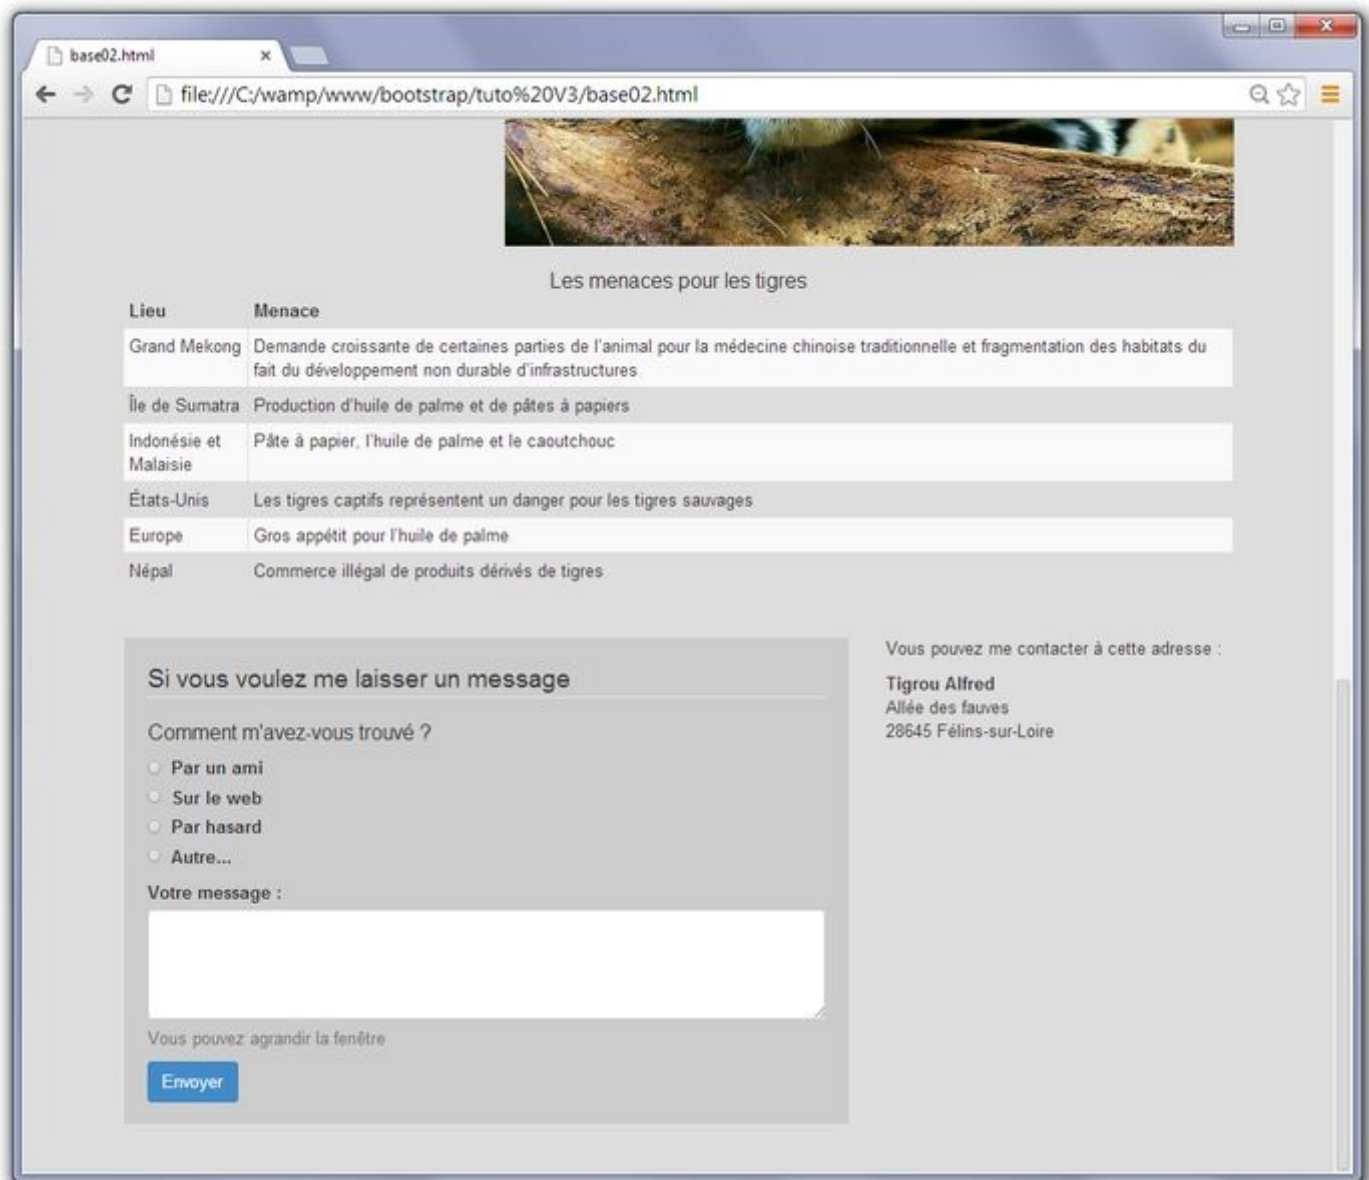 base02.html
file:///C:/wamp/www/bootstrap/tuto%20V3/base02.html
Les menaces pour les tigres
Lieu Menace
Grand Mekong Demande croissante de certaines parties de l'animal pour la médecine chinoise traditionnelle et fragmentation des habitats du
fait du développement non durable d'infrastructures
Île de Sumatra Production d'huile de palme et de pâtes à papiers
Indonésie et Pâte à papier, l'huile de palme et le caoutchouc
Malaisie
États-Unis Les tigres captifs représentent un danger pour les tigres sauvages
Europe Gros appétit pour l'huile de palme
Népal Commerce illégal de produits dérivés de tigres
Si vous voulez me laisser un message
Comment m'avez-vous trouvé ?
Par un ami
Sur le web
Par hasard
Autre...
Votre message :
Vous pouvez agrandir la fenêtre
Envoyer
Vous pouvez me contacter à cette adresse :
Tigrou Alfred
Allée des fauves
28645 Félins-sur-Loire